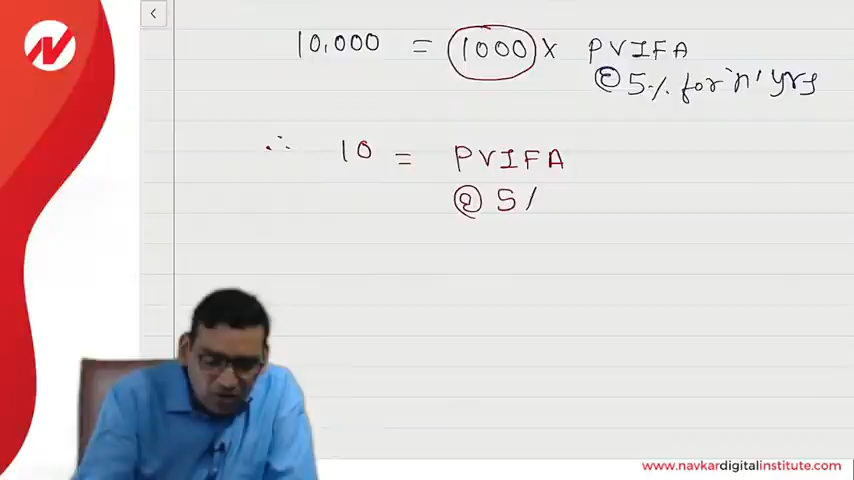 10,000 = 1000 x PVIFA
@ 5% for 'n' yrs
∴ 10 = PVIFA
@ 5 /
www.navkardigitalinstitute.com